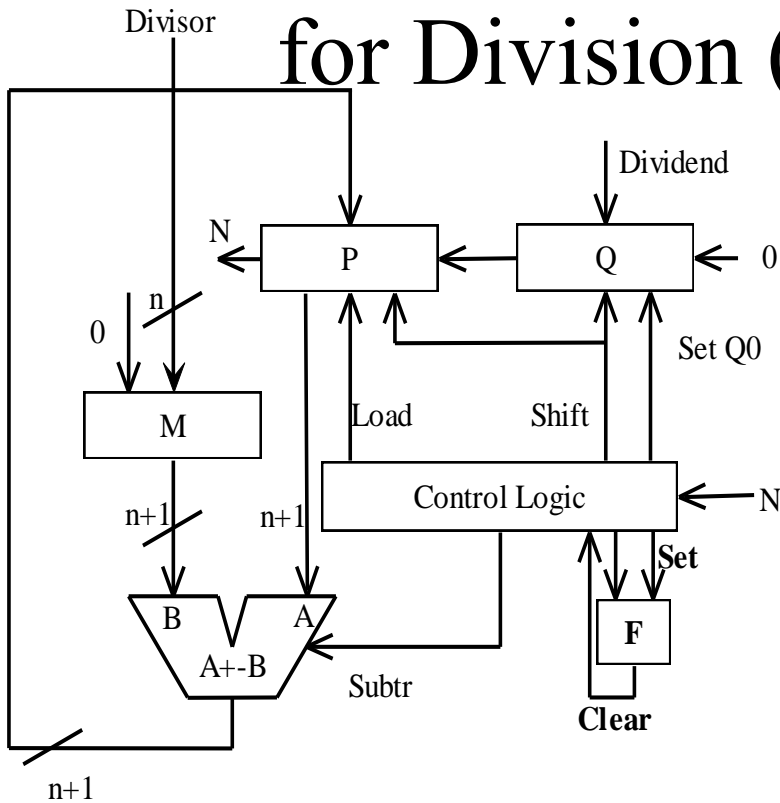 Divisor
for Division (
Dividend
N
P
Q
0
n
0
Set Q0
M
Load
Shift
Control Logic
N
n+1
n+1
Set
B
A
F
A+-B
Subtr
Clear
n+1